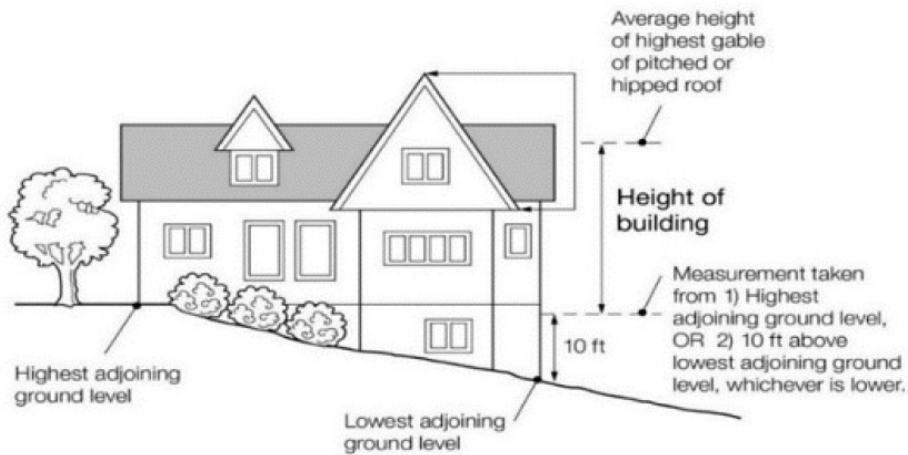 Average height
of highest gable
of pitched or
hipped roof
Height of
building
Measurement taken
from 1) Highest
adjoining ground level,
OR 2) 10 ft above
lowest adjoining ground
level, whichever is lower.
10 ft
Highest adjoining
ground level
Lowest adjoining
ground level